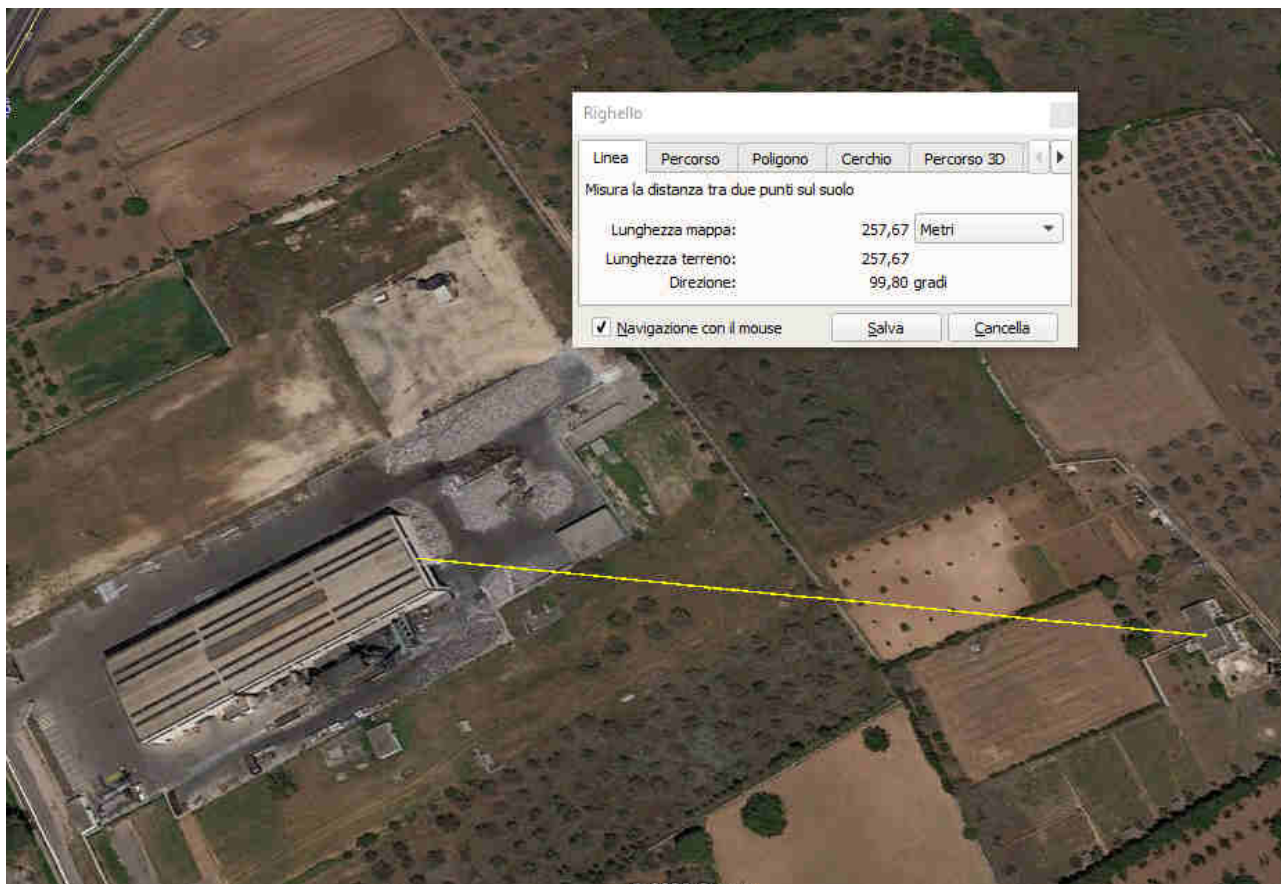 Righello
Linea Percorso Poligono Cerchio Percorso 3D
Misura la distanza tra due punti sul suolo
Lunghezza mappa: 257,67 Metri
Lunghezza terreno: 257,67
Direzione: 99,80 gradi
Navigazione con il mouse Salva Cancella